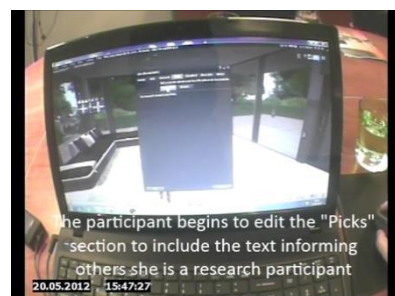 The participant begins to edit the "Picks"
section to include the text informing
others she is a research participant
20.05.2012 15:47:27